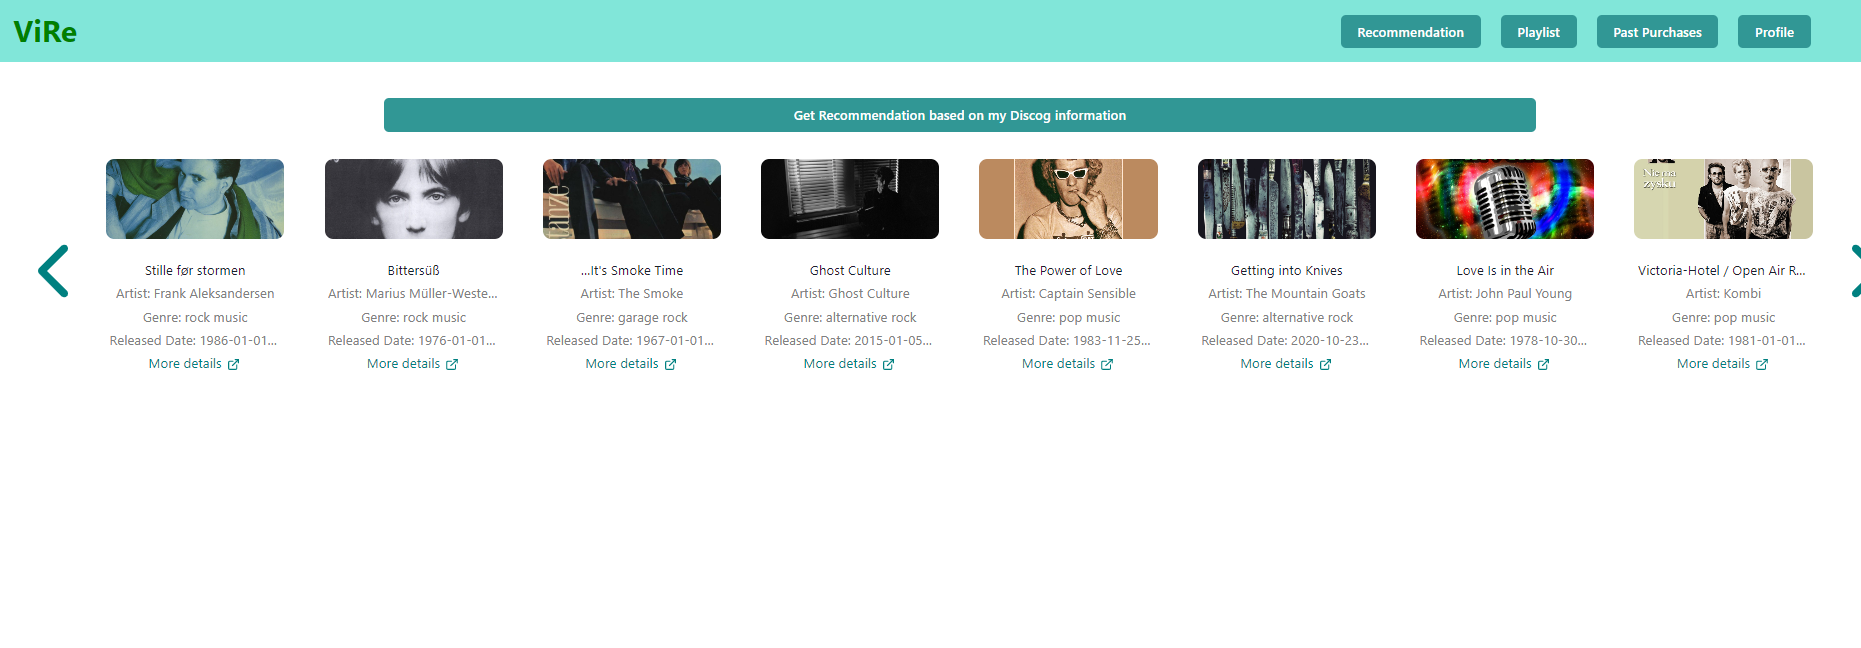 ViRe
Recommendation
Playlist
Past Purchases
Profile
Get Recommendation based on my Discog information
tanze
Nie ma
zysku
Stille før stormen
Artist: Frank Aleksandersen
Genre: rock music
Released Date: 1986-01-01...
More details
Bittersüß
Artist: Marius Müller-Weste...
Genre: rock music
Released Date: 1976-01-01...
More details
...It's Smoke Time
Artist: The Smoke
Genre: garage rock
Released Date: 1967-01-01...
More details
Ghost Culture
Artist: Ghost Culture
Genre: alternative rock
Released Date: 2015-01-05...
More details
The Power of Love
Artist: Captain Sensible
Genre: pop music
Released Date: 1983-11-25...
More details
Getting into Knives
Artist: The Mountain Goats
Genre: alternative rock
Released Date: 2020-10-23...
More details
Love Is in the Air
Artist: John Paul Young
Genre: pop music
Released Date: 1978-10-30...
More details
Victoria-Hotel / Open Air R...
Artist: Kombi
Genre: pop music
Released Date: 1981-01-01...
More details